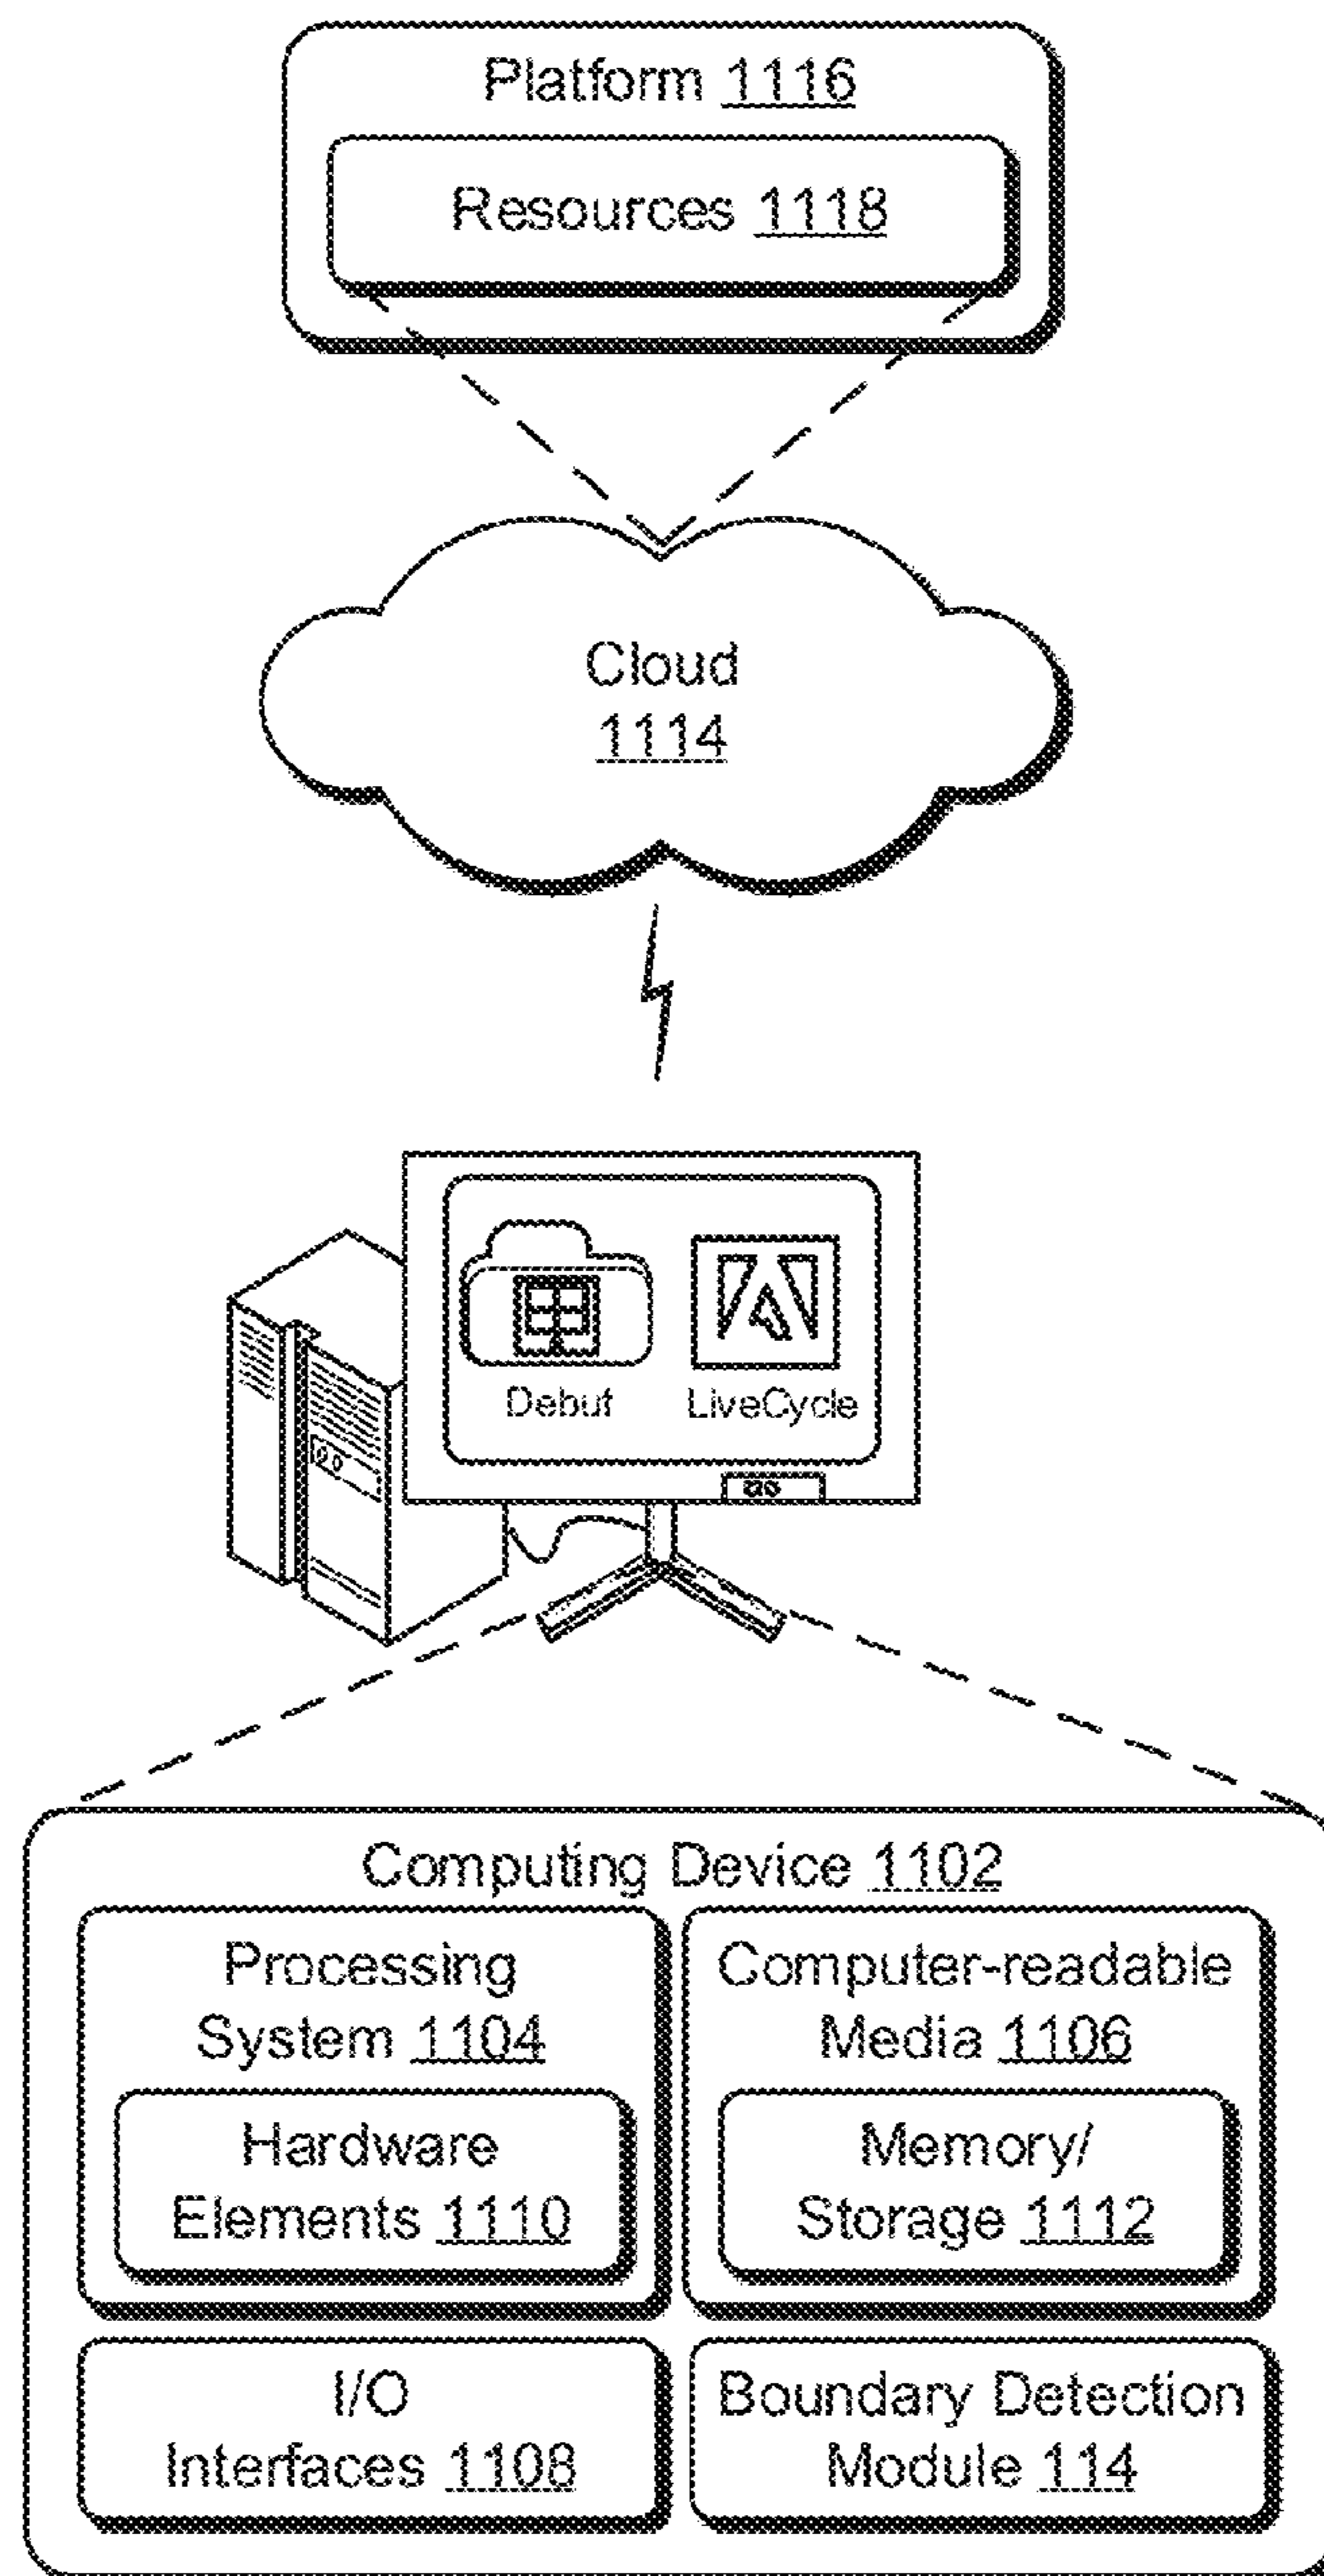 Platform 1116
Resources 1118
Cloud
1114
Debut
LiveCycle
Computing Device 1102
Processing
System 1104
Hardware
Elements 1110
Computer-readable
Media 1106
Memory/
Storage 1112
I/O
Interfaces 1108
Boundary Detection
Module 114